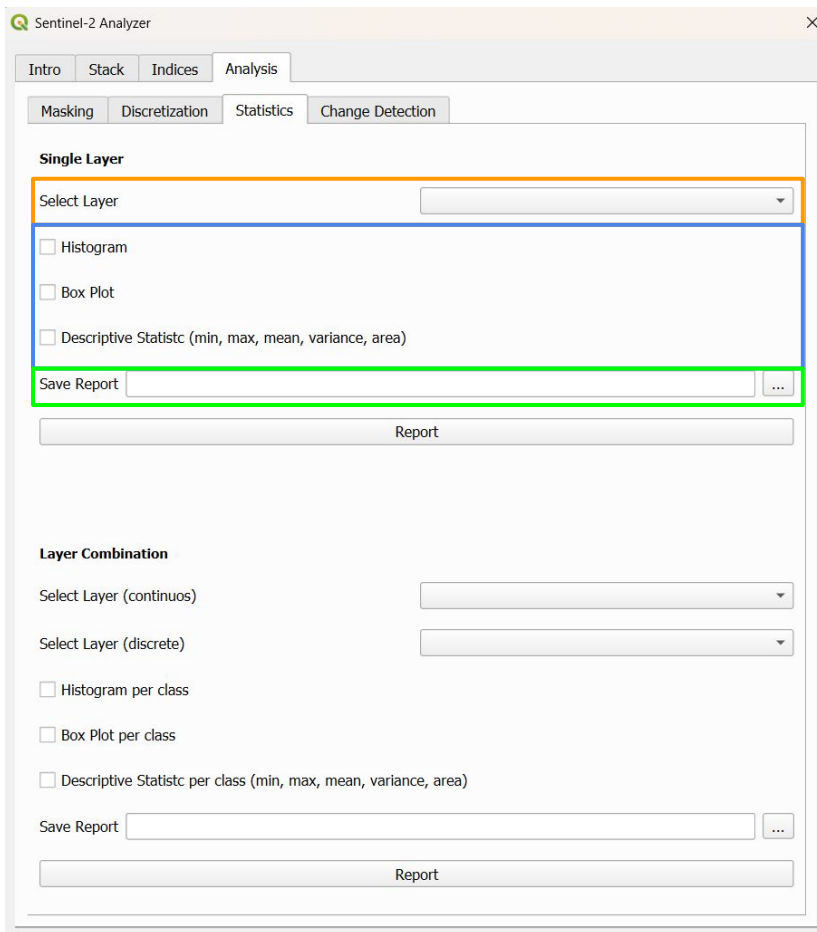 Sentinel-2 Analyzer
Intro Stack Indices Analysis
Masking Discretization Statistics Change Detection
Single Layer
Select Layer
Histogram
Box Plot
Descriptive Statistc (min, max, mean, variance, area)
Save Report ...
Report
Layer Combination
Select Layer (continuos)
Select Layer (discrete)
Histogram per class
Box Plot per class
Descriptive Statistc per class (min, max, mean, variance, area)
Save Report ...
Report